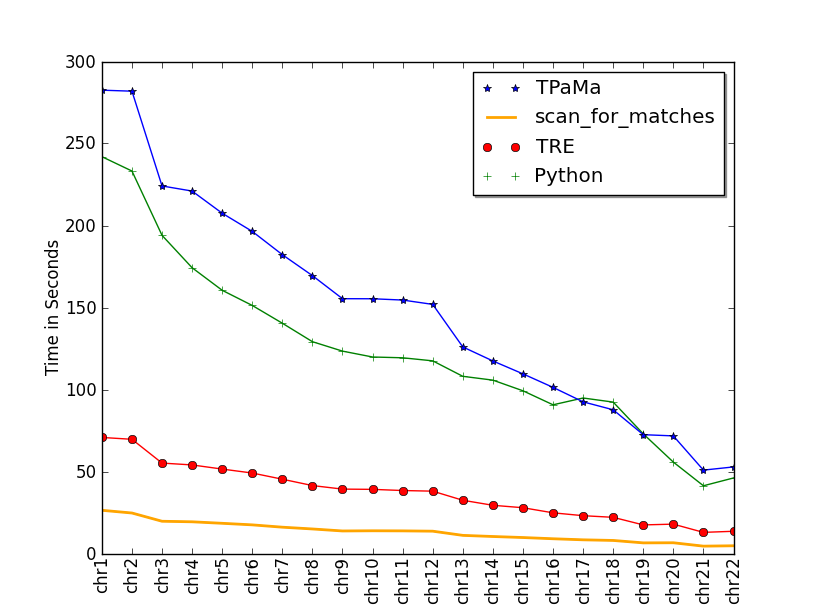 300
250
200
150
100
50
0
Time in Seconds
TPaMa
scan_for_matches
TRE
Python
chr1
chr2
chr3
chr4
chr5
chr6
chr7
chr8
chr9
chr10
chr11
chr12
chr13
chr14
chr15
chr16
chr17
chr18
chr19
chr20
chr21
chr22